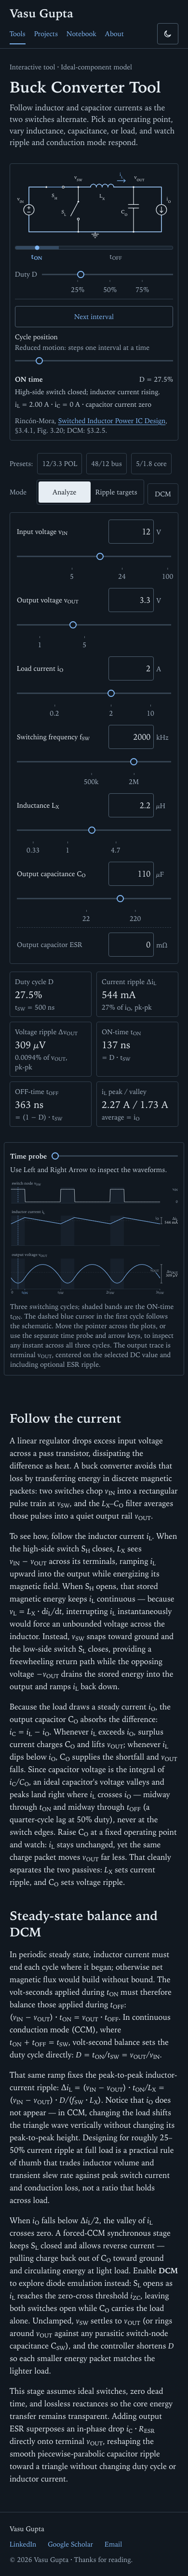 Vasu Gupta
Tools Projects Notebook About
Interactive tool · Ideal-component model
Buck Converter Tool
Follow inductor and capacitor currents as the
two switches alternate. Pick an operating point,
vary inductance, capacitance, or load, and watch
ripple and conduction mode respond.
vIN SH SL vSW iL LX vOUT CO iO
tON tOFF
Duty D
25% 50% 75%
Next interval
Cycle position
Reduced motion: steps one interval at a time
ON time D = 27.5%
High-side switch closed; inductor current rising.
iL = 2.00 A · iC = 0 A · capacitor current zero
Rincón-Mora, Switched Inductor Power IC Design,
§3.4.1, Fig. 3.20; DCM: §3.2.5.
Presets: 12/3.3 POL 48/12 bus 5/1.8 core
Mode Analyze Ripple targets DCM
Input voltage vIN 12 V
5 24 100
Output voltage vOUT 3.3 V
1 5
Load current iO 2 A
0.2 2 10
Switching frequency fSW 2000 kHz
500k 2M
Inductance LX 2.2 μH
0.33 1 4.7
Output capacitance CO 110 μF
22 220
Output capacitor ESR 0 mΩ
Duty cycle D
27.5%
tSW = 500 ns
Current ripple ΔiL
544 mA
27% of iO, pk-pk
Voltage ripple ΔvOUT
309 μV
0.0094% of vOUT,
pk-pk
ON-time tON
137 ns
= D · tSW
OFF-time tOFF
363 ns
= (1 − D) · tSW
iL peak / valley
2.27 A / 1.73 A
average = iO
Time probe
Use Left and Right Arrow to inspect the waveforms.
switch node vSW
inductor current iL
output voltage vOUT
Three switching cycles; shaded bands are the ON-time
tON. The dashed blue cursor in the first cycle follows
the schematic. Move the pointer across the plots, or
use the separate time probe and arrow keys, to inspect
any instant across all three cycles. The output trace is
terminal vOUT, centered on the selected DC value and
including optional ESR ripple.
Follow the current
A linear regulator drops excess input voltage
across a pass transistor, dissipating the
difference as heat. A buck converter avoids that
loss by transferring energy in discrete magnetic
packets: two switches chop vIN into a rectangular
pulse train at vSW, and the LX–CO filter averages
those pulses into a quiet output rail vOUT.
To see how, follow the inductor current iL. When
the high-side switch SH closes, LX sees
vIN − vOUT across its terminals, ramping iL
upward into the output while energizing its
magnetic field. When SH opens, that stored
magnetic energy keeps iL continuous — because
vL = LX · diL/dt, interrupting iL instantaneously
would force an unbounded voltage across the
inductor. Instead, vSW snaps toward ground and
the low-side switch SL closes, providing a
freewheeling return path while the opposing
voltage −vOUT drains the stored energy into the
output and ramps iL back down.
Because the load draws a steady current iO, the
output capacitor CO absorbs the difference:
iC = iL − iO. Whenever iL exceeds iO, surplus
current charges CO and lifts vOUT; whenever iL
dips below iO, CO supplies the shortfall and vOUT
falls. Since capacitor voltage is the integral of
iC/CO, an ideal capacitor's voltage valleys and
peaks land right where iL crosses iO — midway
through tON and midway through tOFF (a
quarter-cycle lag at 50% duty), never at the
switch edges. Raise CO at a fixed operating point
and watch: iL stays unchanged, yet the same
charge packet moves vOUT far less. That cleanly
separates the two passives: LX sets current
ripple, and CO sets voltage ripple.
Steady-state balance and
DCM
In periodic steady state, inductor current must
end each cycle where it began; otherwise net
magnetic flux would build without bound. The
volt-seconds applied during tON must therefore
balance those applied during tOFF:
(vIN − vOUT) · tON = vOUT · tOFF. In continuous
conduction mode (CCM), where
tON + tOFF = tSW, volt-second balance sets the
duty cycle directly: D = tON/tSW = vOUT/vIN.
That same ramp fixes the peak-to-peak inductor-
current ripple: ΔiL = (vIN − vOUT) · tON/LX =
(vIN − vOUT) · D/(fSW · LX). Notice that iO does
not appear — in CCM, changing the load shifts
the triangle wave vertically without changing its
peak-to-peak height. Designing for roughly 25–
50% current ripple at full load is a practical rule
of thumb that trades inductor volume and
transient slew rate against peak switch current
and conduction loss, not a ratio that holds
across load.
When iO falls below ΔiL/2, the valley of iL
crosses zero. A forced-CCM synchronous stage
keeps SL closed and allows reverse current —
pulling charge back out of CO toward ground
and circulating energy at light load. Enable DCM
to explore diode emulation instead: SL opens as
iL reaches the zero-cross threshold iZC, leaving
both switches open while CO carries the load
alone. Unclamped, vSW settles to vOUT (or rings
around vOUT against any parasitic switch-node
capacitance CSW), and the controller shortens D
so each smaller energy packet matches the
lighter load.
This stage assumes ideal switches, zero dead
time, and lossless reactances so the core energy
transfer remains transparent. Adding output
ESR superposes an in-phase drop iC · RESR
directly onto terminal vOUT, reshaping the
smooth piecewise-parabolic capacitor ripple
toward a triangle without changing duty cycle or
inductor current.
Vasu Gupta
LinkedIn Google Scholar Email
© 2026 Vasu Gupta · Thanks for reading.